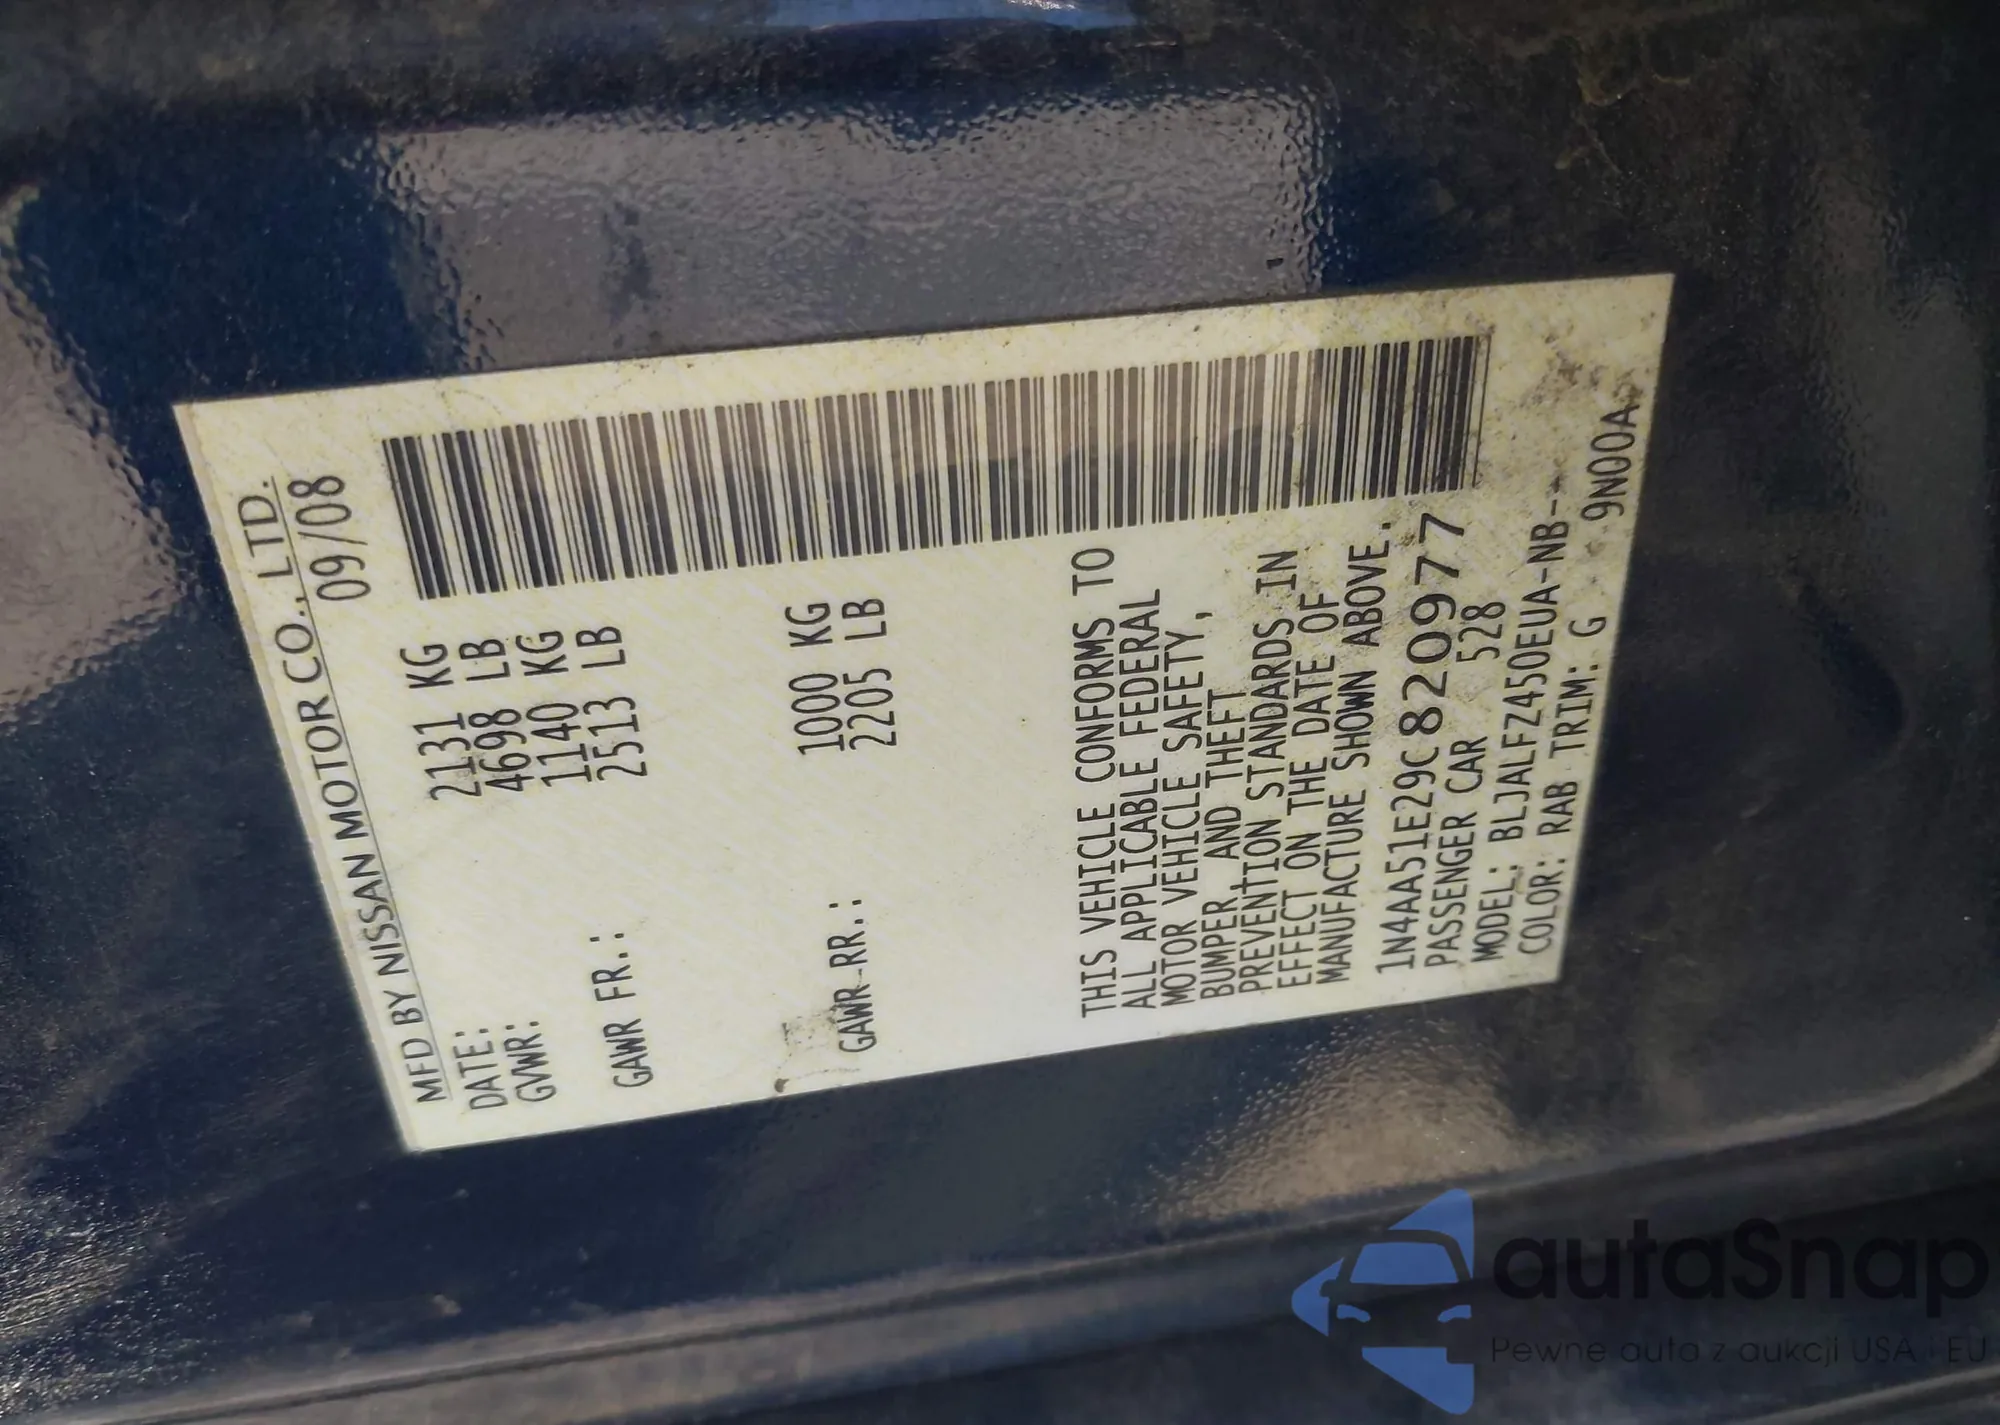 MFD BY NISSAN MOTOR CO., LTD.
DATE: 09/08
GVWR: 2131 KG
4698 LB
GAWR FR.: 1140 KG
2513 LB
GAWR RR.: 1000 KG
2205 LB
THIS VEHICLE CONFORMS TO
ALL APPLICABLE FEDERAL
MOTOR VEHICLE SAFETY,
BUMPER, AND THEFT
PREVENTION STANDARDS IN
EFFECT ON THE DATE OF
MANUFACTURE SHOWN ABOVE.
1N4AA51E29C820977
PASSENGER CAR 528
MODEL: BLJALFZ450EUA-NB--
COLOR: RAB TRIM: G 9N00A
autaSnap
Pewne auta z aukcji USA i EU